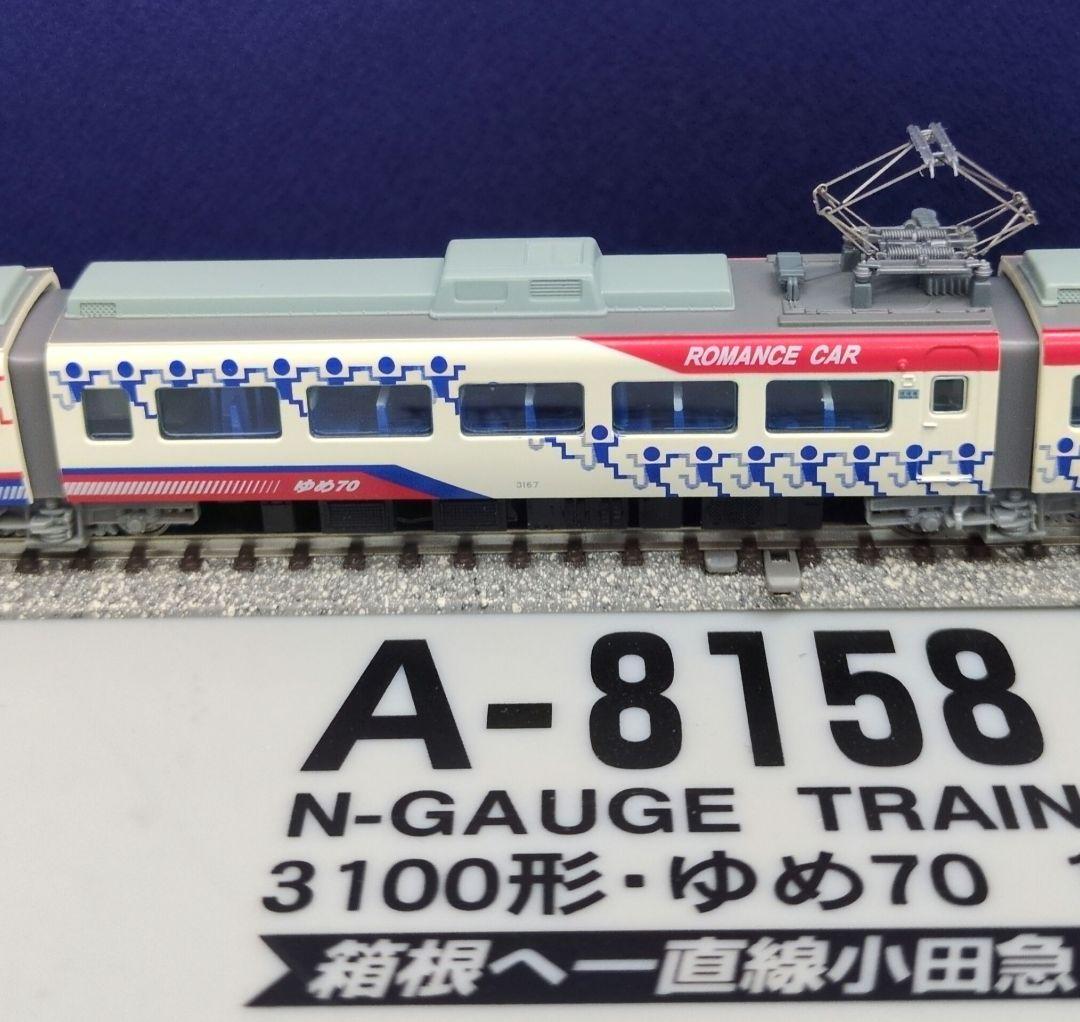 ROMANCE CAR
ゆめ70
3167
A-8158
N-GAUGE TRAIN
3100形・ゆめ70
箱根へ一直線小田急